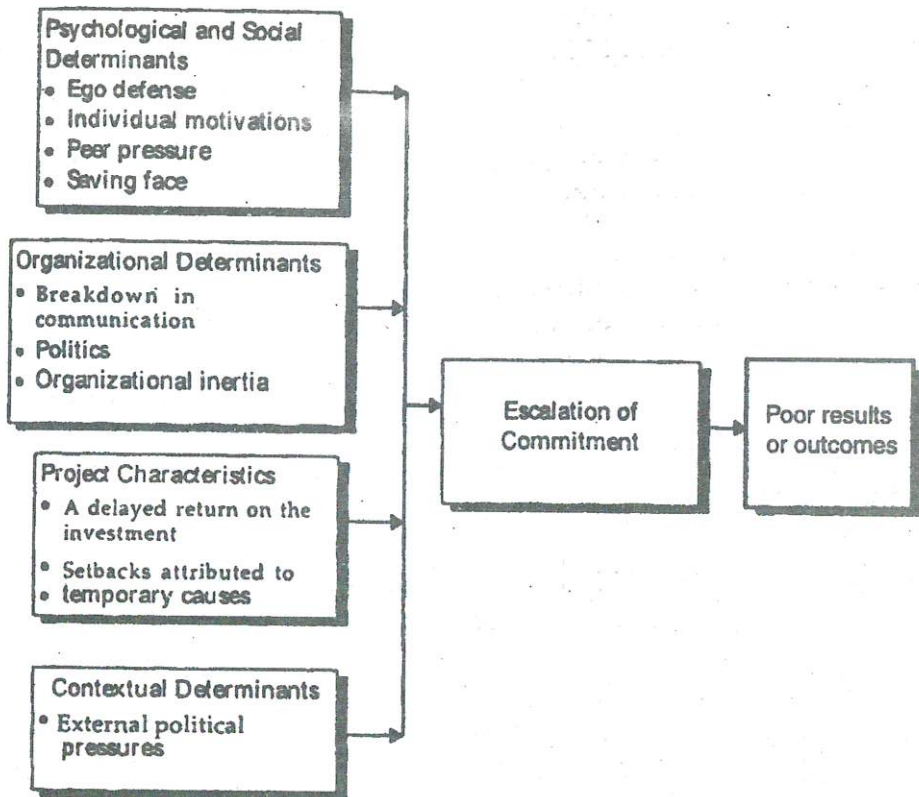 Psychological and Social
Determinants
• Ego defense
• Individual motivations
• Peer pressure
• Saving face
Organizational Determinants
• Breakdown in
communication
• Politics
• Organizational inertia
Project Characteristics
• A delayed return on the
investment
• Setbacks attributed to
• temporary causes
Contextual Determinants
• External political
pressures
Escalation of
Commitment
Poor results
or outcomes